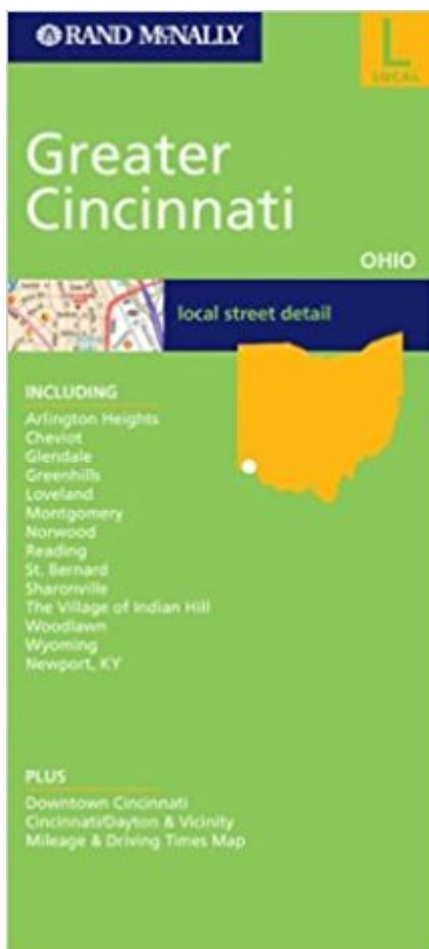 RAND McNALLY
L
LOCAL
Greater
Cincinnati
OHIO
local street detail
INCLUDING
Arlington Heights
Cheviot
Glendale
Greenhills
Loveland
Montgomery
Norwood
Reading
St. Bernard
Sharonville
The Village of Indian Hill
Woodlawn
Wyoming
Newport, KY
PLUS
Downtown Cincinnati
Cincinnati/Dayton & Vicinity
Mileage & Driving Times Map